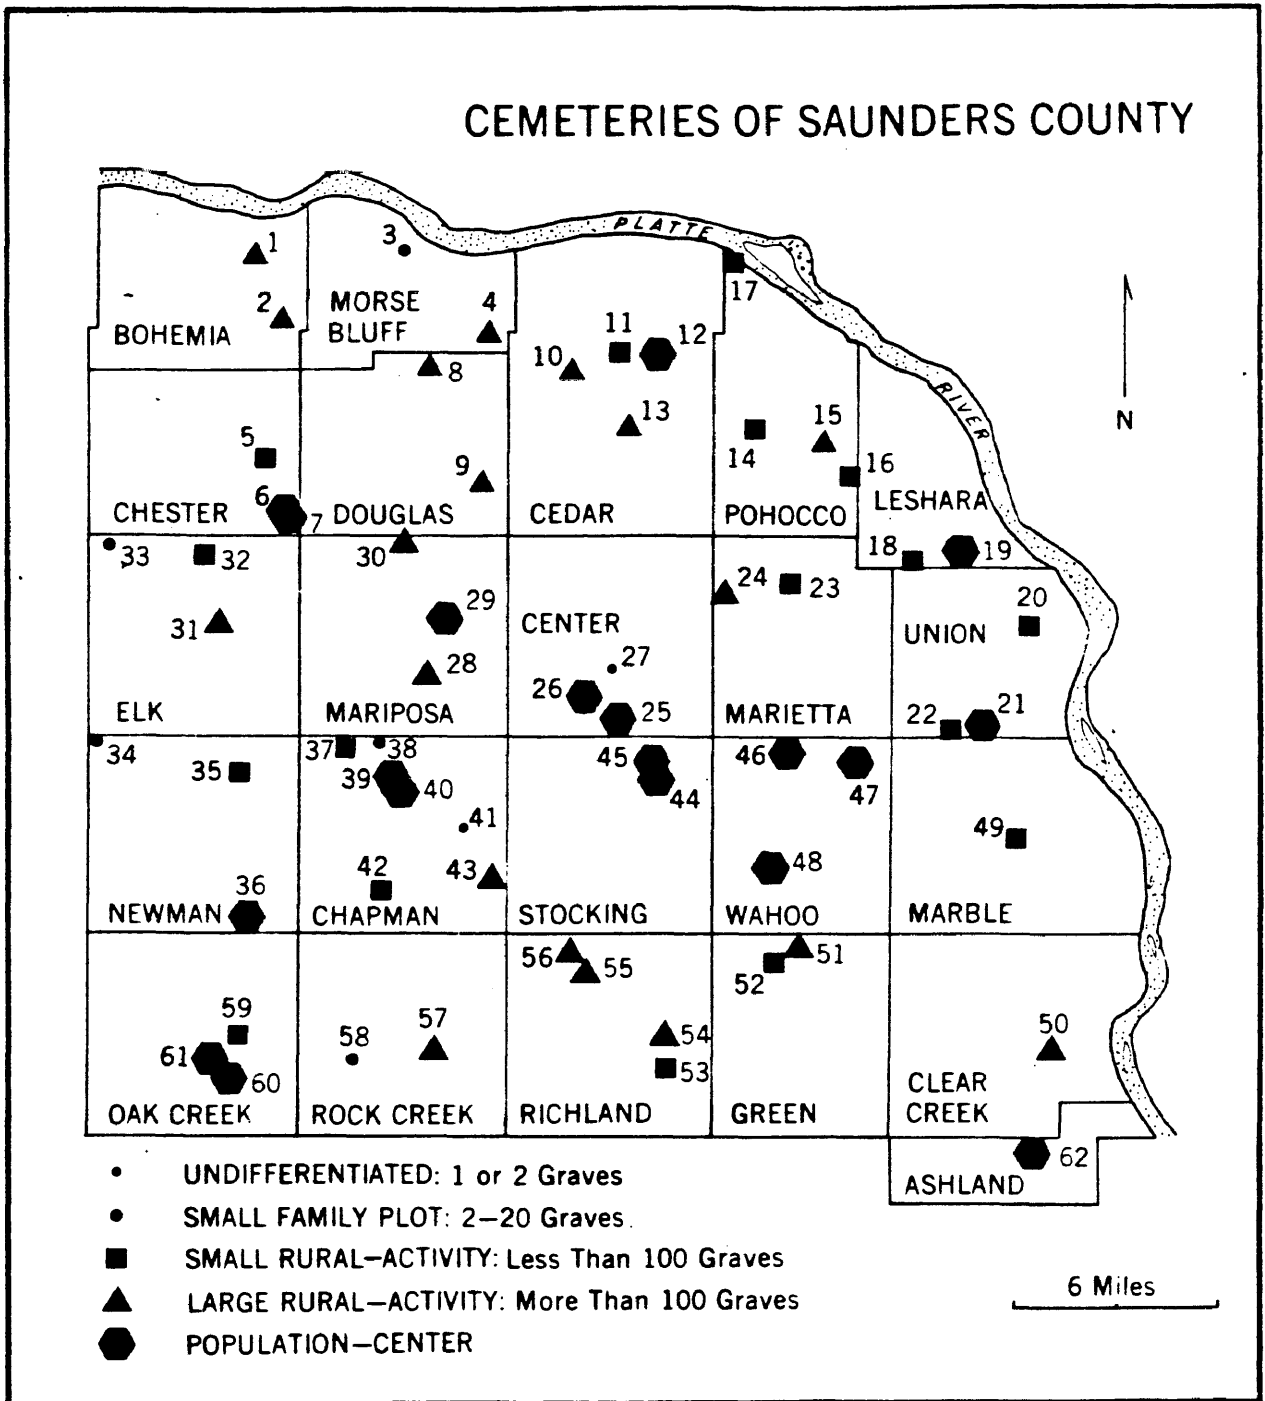 CEMETERIES OF SAUNDERS COUNTY
PLATTE
RIVER
N
1
3
2
4
MORSE
BLUFF
BOHEMIA
17
11
12
10
8
13
15
5
14
9
16
6
7
CHESTER
DOUGLAS
CEDAR
POHOCCO
LESHARA
33
32
30
18
19
24
23
20
29
CENTER
31
UNION
27
28
26
25
ELK
MARIPOSA
MARIETTA
22
21
34
37
38
45
46
35
39
40
44
47
41
49
42
43
48
36
NEWMAN
CHAPMAN
STOCKING
WAHOO
MARBLE
56
55
51
52
59
57
50
58
54
61
53
60
CLEAR
CREEK
OAK CREEK
ROCK CREEK
RICHLAND
GREEN
62
ASHLAND
UNDIFFERENTIATED: 1 or 2 Graves
SMALL FAMILY PLOT: 2–20 Graves.
SMALL RURAL–ACTIVITY: Less Than 100 Graves
LARGE RURAL–ACTIVITY: More Than 100 Graves
POPULATION–CENTER
6 Miles